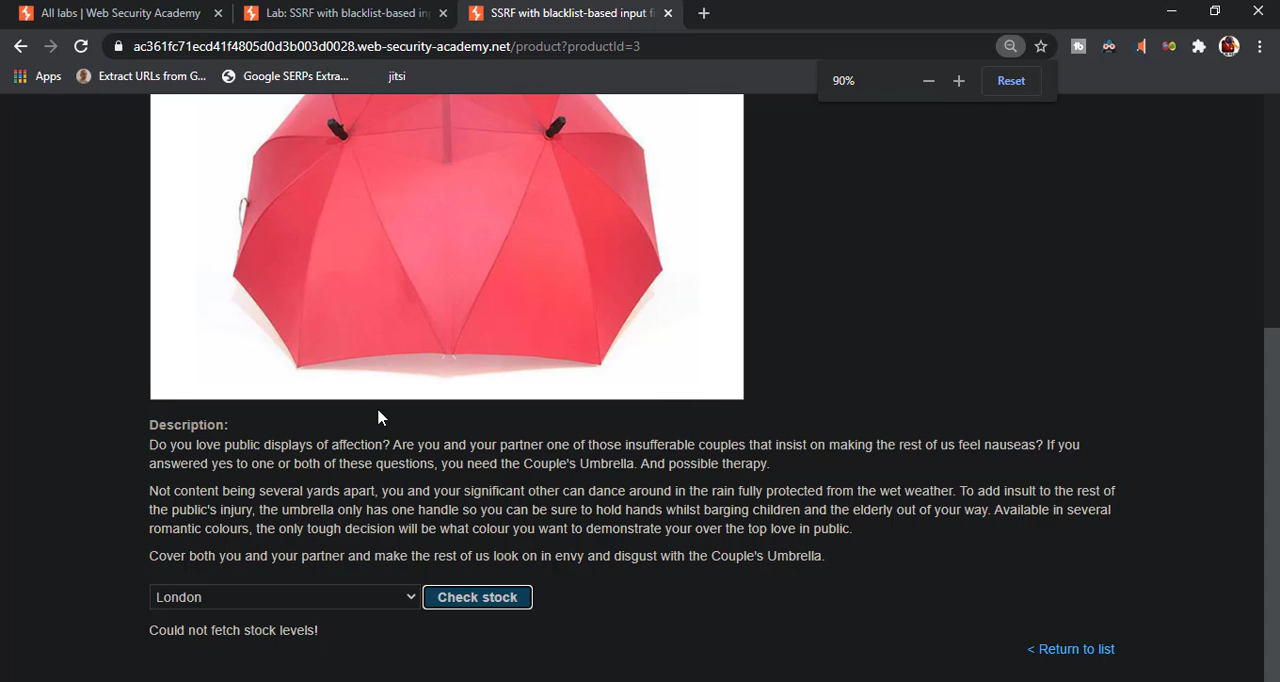 All labs | Web Security Academy
Lab: SSRF with blacklist-based in
SSRF with blacklist-based input f
ac361fc71ecd41f4805d0d3b003d0028.web-security-academy.net/product?productId=3
Apps
Extract URLs from G...
Google SERPs Extra...
jitsi
90%
Reset
Description:
Do you love public displays of affection? Are you and your partner one of those insufferable couples that insist on making the rest of us feel nauseas? If you
answered yes to one or both of these questions, you need the Couple's Umbrella. And possible therapy.
Not content being several yards apart, you and your significant other can dance around in the rain fully protected from the wet weather. To add insult to the rest of
the public's injury, the umbrella only has one handle so you can be sure to hold hands whilst barging children and the elderly out of your way. Available in several
romantic colours, the only tough decision will be what colour you want to demonstrate your over the top love in public.
Cover both you and your partner and make the rest of us look on in envy and disgust with the Couple's Umbrella.
London
Check stock
Could not fetch stock levels!
< Return to list